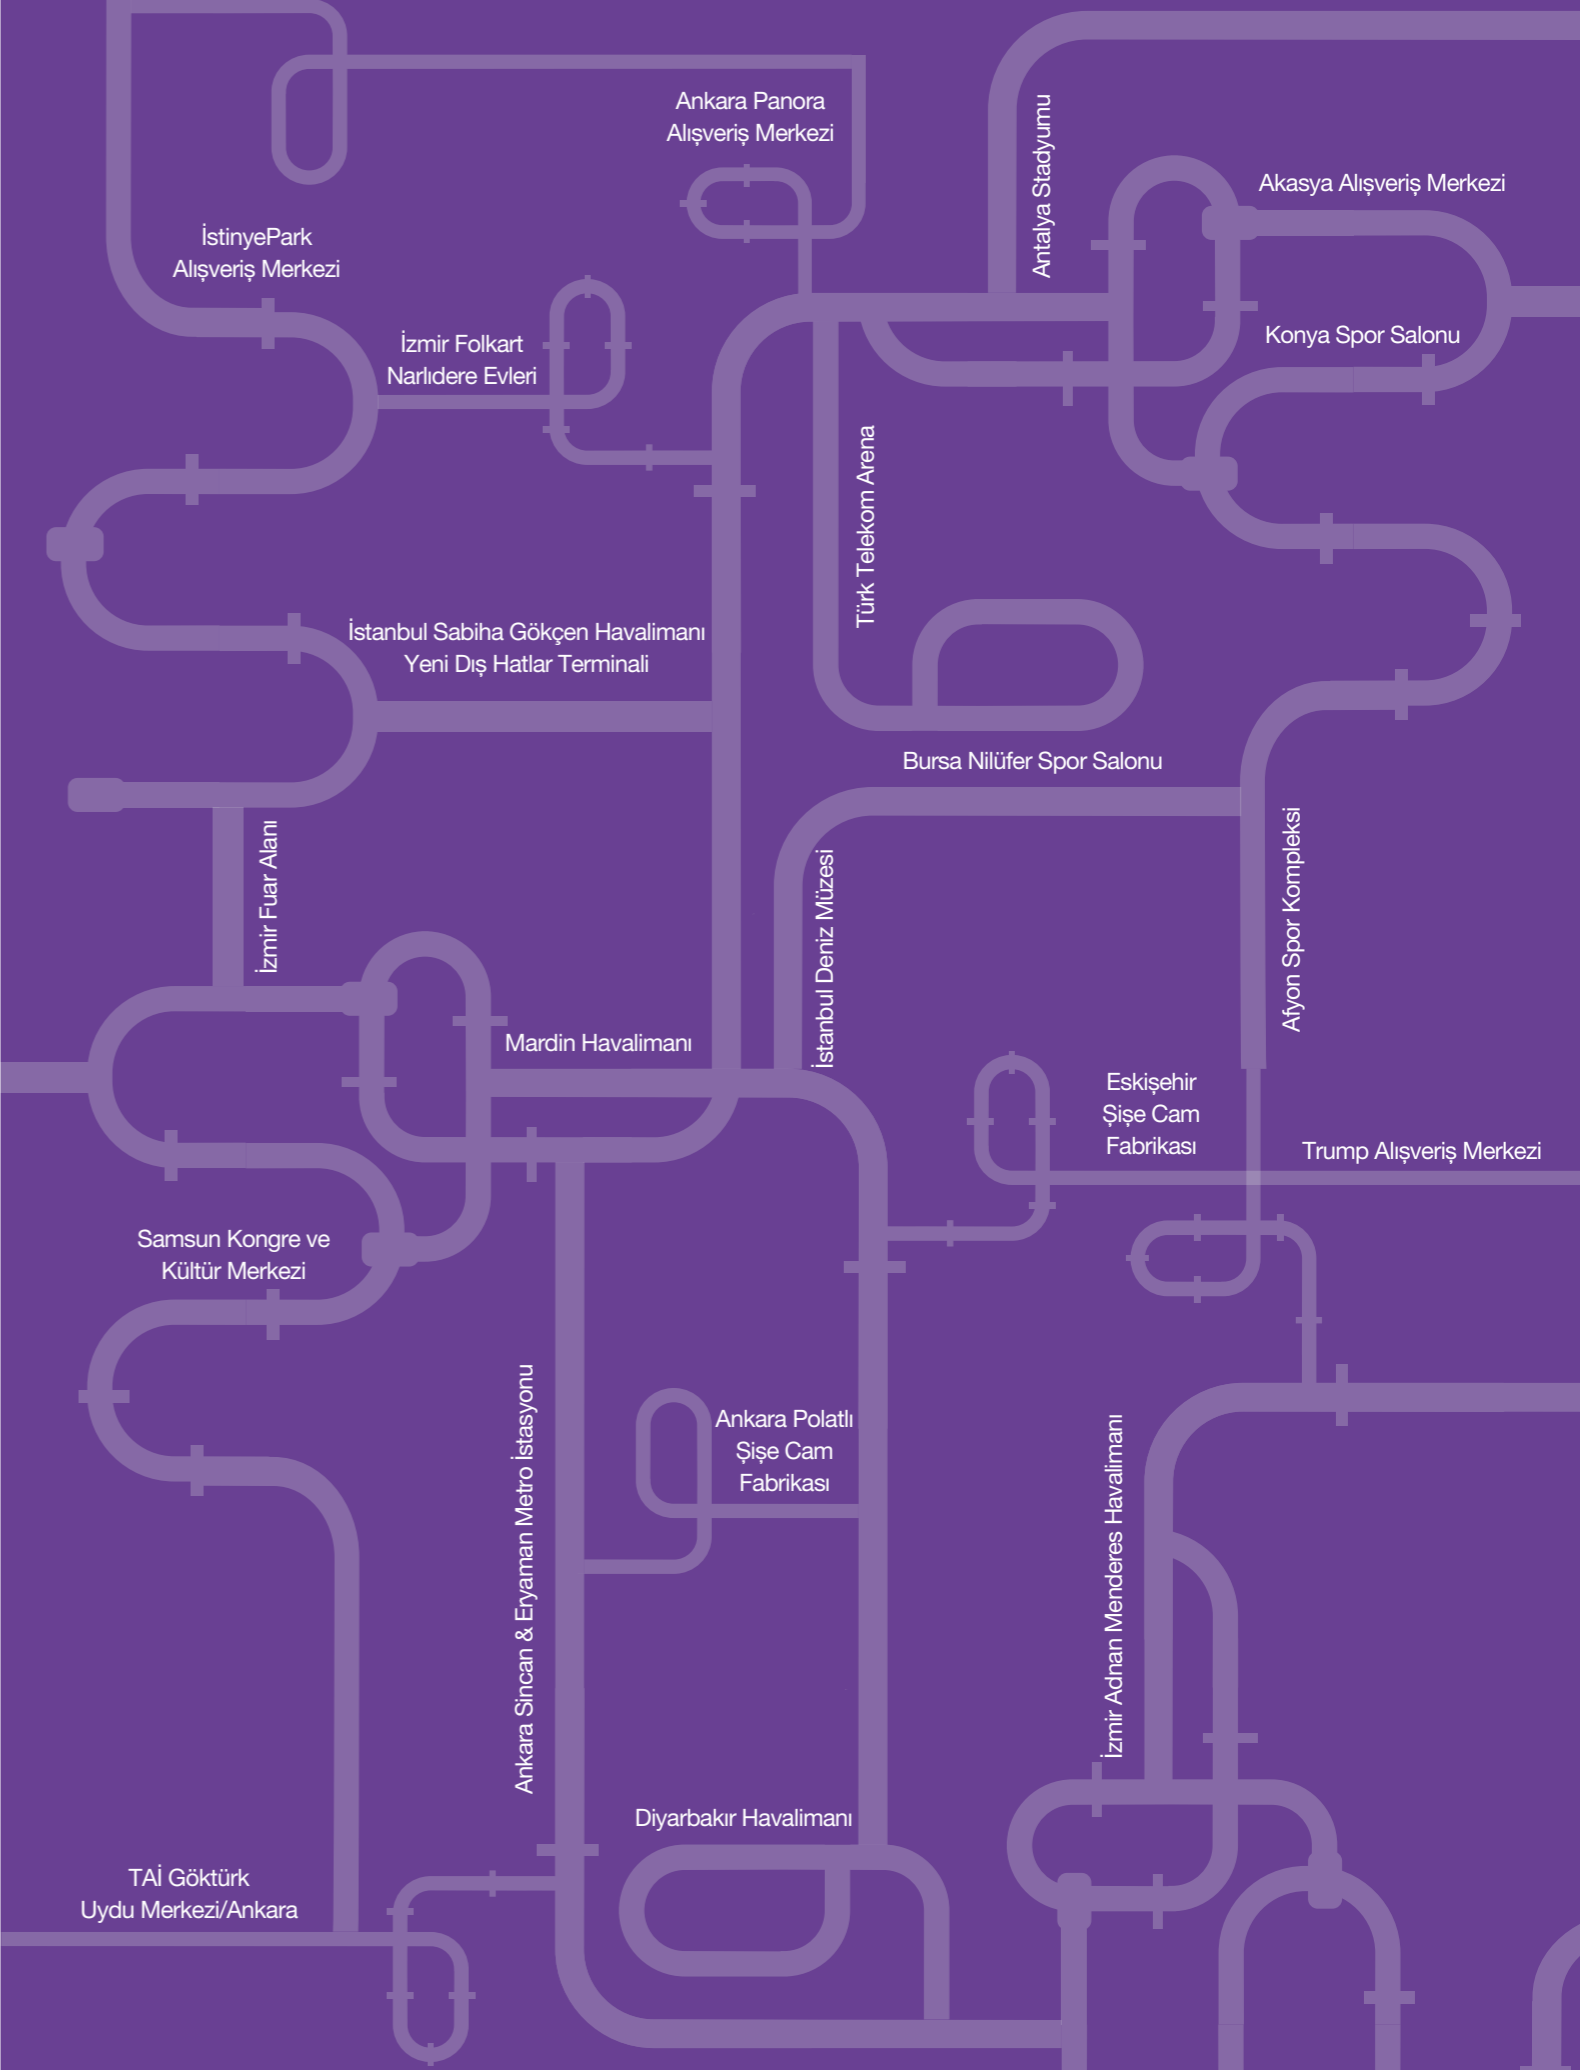 Ankara Panora
Alışveriş Merkezi
Antalya Stadyumu
Akasya Alışveriş Merkezi
İstinyePark
Alışveriş Merkezi
İzmir Folkart
Narlıdere Evleri
Konya Spor Salonu
Türk Telekom Arena
İstanbul Sabiha Gökçen Havalimanı
Yeni Dış Hatlar Terminali
Bursa Nilüfer Spor Salonu
İzmir Fuar Alanı
İstanbul Deniz Müzesi
Afyon Spor Kompleksi
Mardin Havalimanı
Eskişehir
Şişe Cam
Fabrikası
Trump Alışveriş Merkezi
Samsun Kongre ve
Kültür Merkezi
Ankara Sincan & Eryaman Metro İstasyonu
Ankara Polatlı
Şişe Cam
Fabrikası
İzmir Adnan Menderes Havalimanı
Diyarbakır Havalimanı
TAİ Göktürk
Uydu Merkezi/Ankara